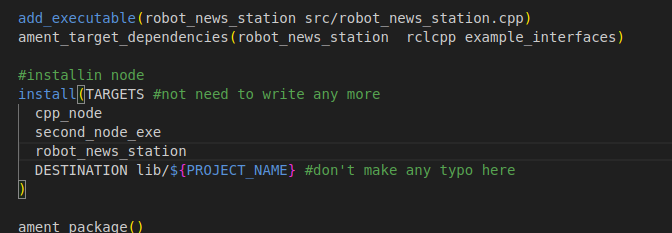 add_executable(robot_news_station src/robot_news_station.cpp)
ament_target_dependencies(robot_news_station  rclcpp example_interfaces)
#installin node
install(TARGETS #not need to write any more
  cpp_node
  second_node_exe
  robot_news_station
  DESTINATION lib/${PROJECT_NAME} #don't make any typo here
)
ament_package()